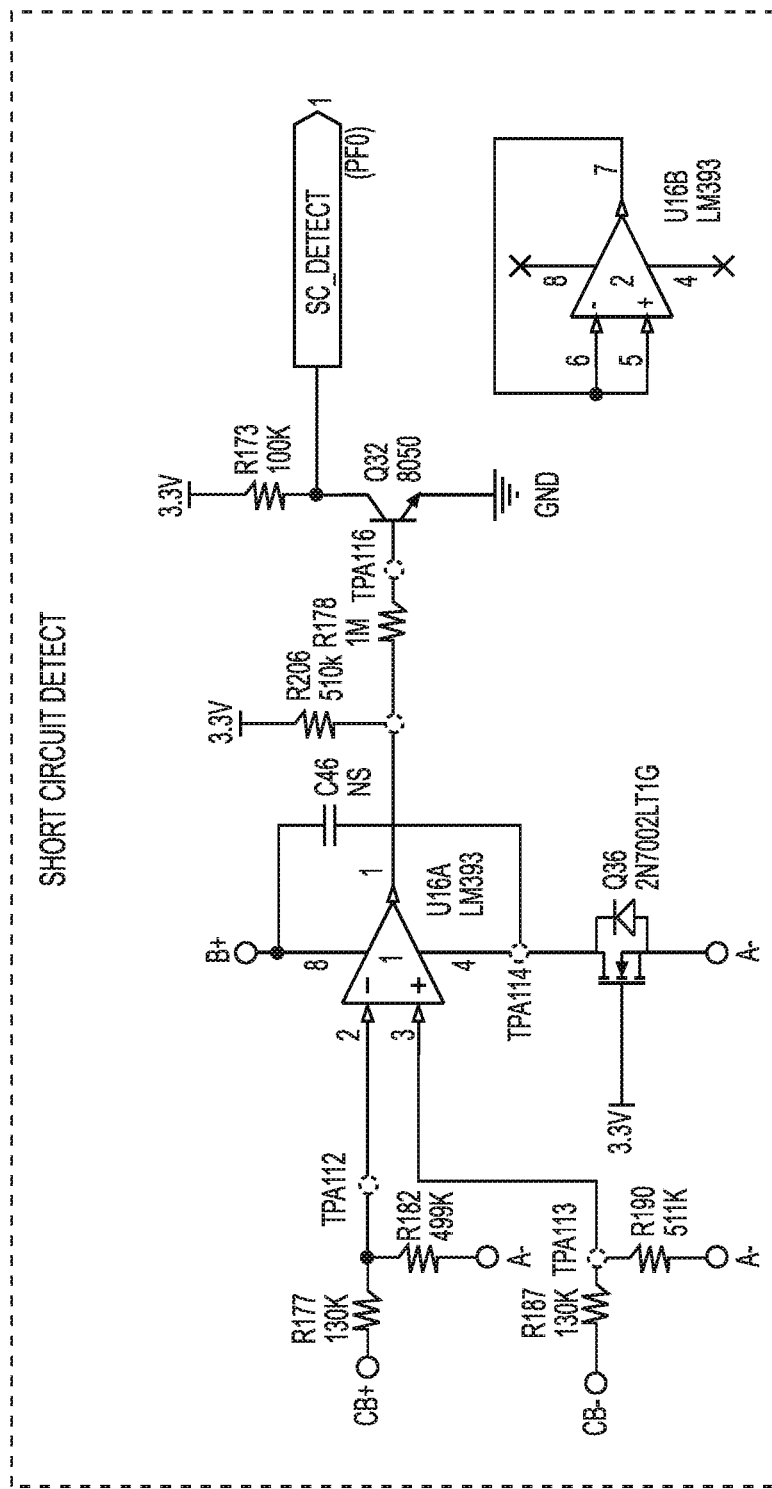 SHORT CIRCUIT DETECT
CB+
R177
130K
R182
499K
A-
TPA112
CB-
R187
130K
TPA113
R190
511K
A-
2
3
B+
8
-
1
+
4
1
U16A
LM393
TPA114
3.3V
Q36
2N7002LT1G
A-
C46
NS
3.3V
R206
510k
R178
1M
TPA116
3.3V
R173
100K
Q32
8050
GND
SC_DETECT
1
(PF0)
6
5
8
-
2
+
4
7
U16B
LM393